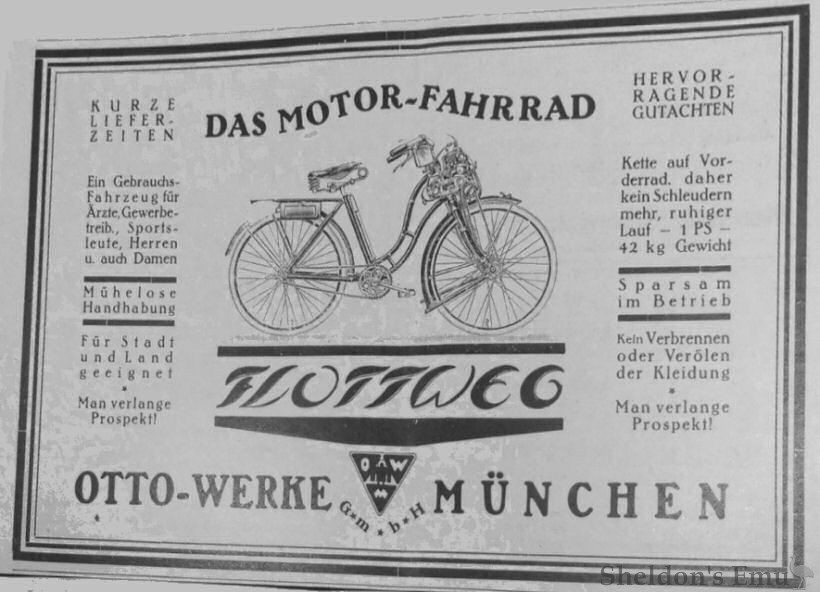 KURZE
LIEFER-
ZEITEN
Ein Gebrauchs-
Fahrzeug für
Ärzte, Gewerbe-
treib., Sports-
leute, Herren
u. auch Damen
Mühelose
Handhabung
Für Stadt
und Land
geeignet
*
Man verlange
Prospekt!
DAS MOTOR-FAHRRAD
FLOTTWEG
HERVOR-
RAGENDE
GUTACHTEN
Kette auf Vor-
derrad, daher
kein Schleudern
mehr, ruhiger
Lauf - 1 PS -
42 kg Gewicht
Sparsam
im Betrieb
Kein Verbrennen
oder Verölen
der Kleidung
*
Man verlange
Prospekt!
OTTO-WERKE
O W
M
G*m*b*H
MÜNCHEN
Sheldon's Emu